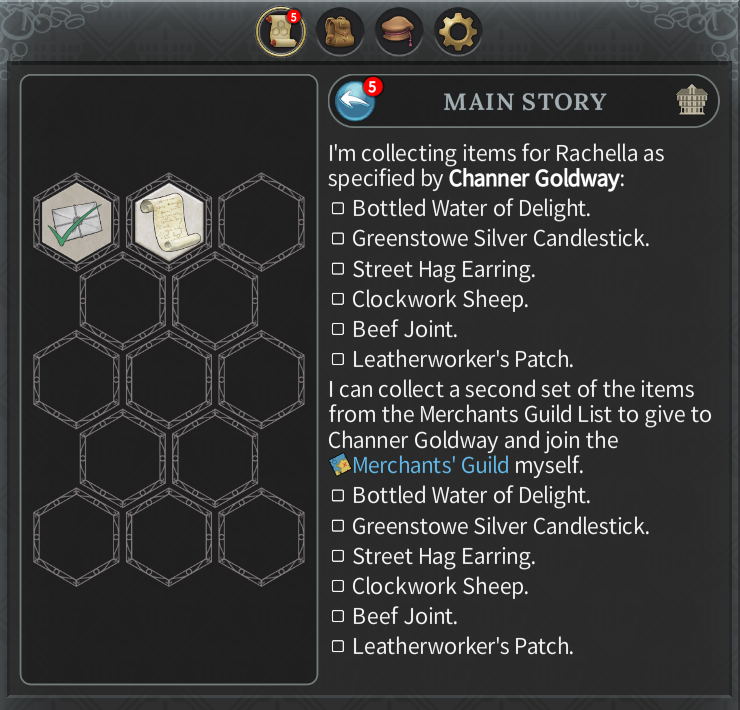 5
5
MAIN STORY
I'm collecting items for Rachella as
specified by Channer Goldway:
Bottled Water of Delight.
Greenstowe Silver Candlestick.
Street Hag Earring.
Clockwork Sheep.
Beef Joint.
Leatherworker's Patch.
I can collect a second set of the items
from the Merchants Guild List to give to
Channer Goldway and join the
Merchants' Guild myself.
Bottled Water of Delight.
Greenstowe Silver Candlestick.
Street Hag Earring.
Clockwork Sheep.
Beef Joint.
Leatherworker's Patch.